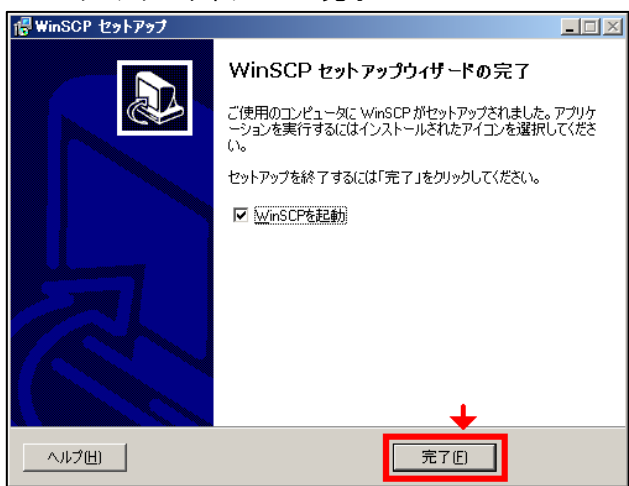 WinSCP セットアップ
WinSCP セットアップウィザードの完了
ご使用のコンピュータに WinSCP がセットアップされました。アプリケ
ーションを実行するにはインストールされたアイコンを選択してくださ
い。
セットアップを終了するには「完了」をクリックしてください。
WinSCPを起動
ヘルプ(H)
完了(F)